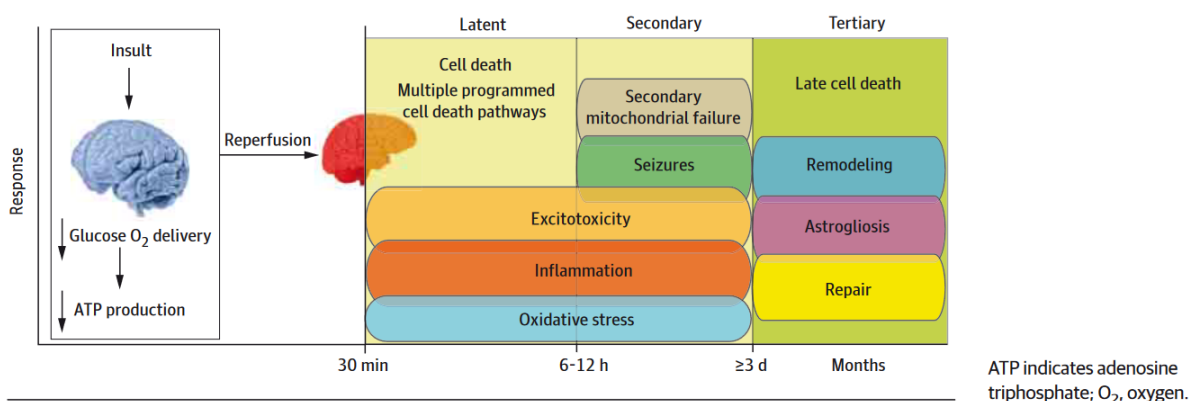 Latent
Secondary
Tertiary
Response
Insult
Glucose O2 delivery
ATP production
Reperfusion
Cell death
Multiple programmed
cell death pathways
Secondary
mitochondrial failure
Seizures
Excitotoxicity
Inflammation
Oxidative stress
Late cell death
Remodeling
Astrogliosis
Repair
30 min
6-12 h
≥3 d
Months
ATP indicates adenosine
triphosphate; O2, oxygen.